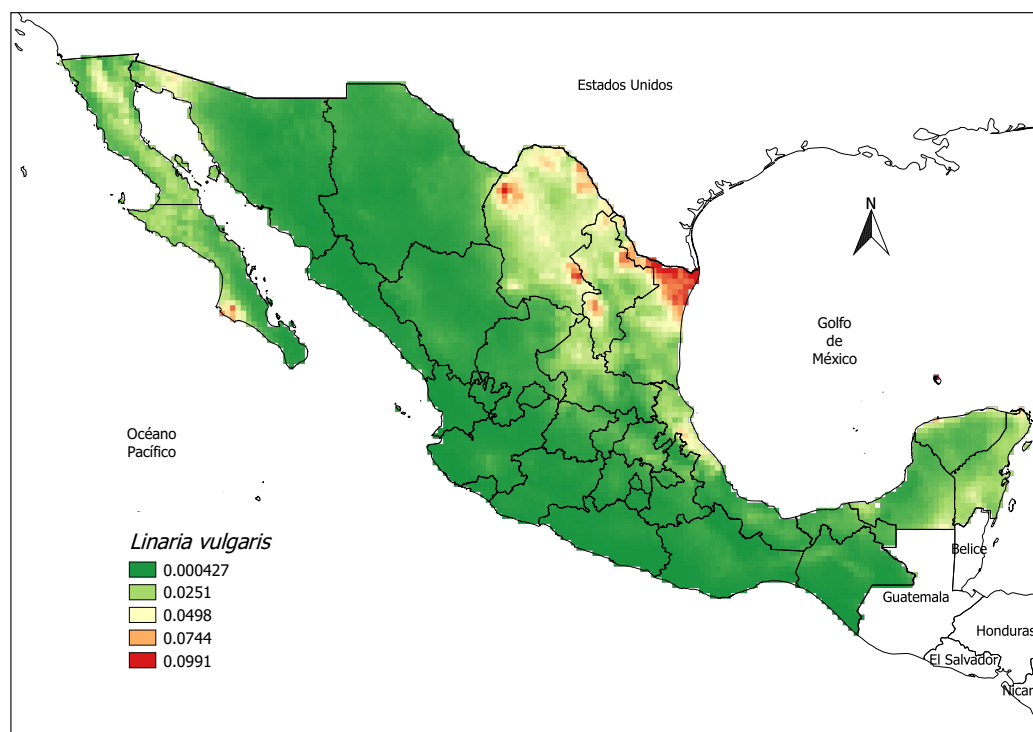 Estados Unidos
N
Golfo
de
México
Océano
Pacífico
Linaria vulgaris
0.000427
0.0251
0.0498
0.0744
0.0991
Belice
Guatemala
Honduras
El Salvador
Nicar